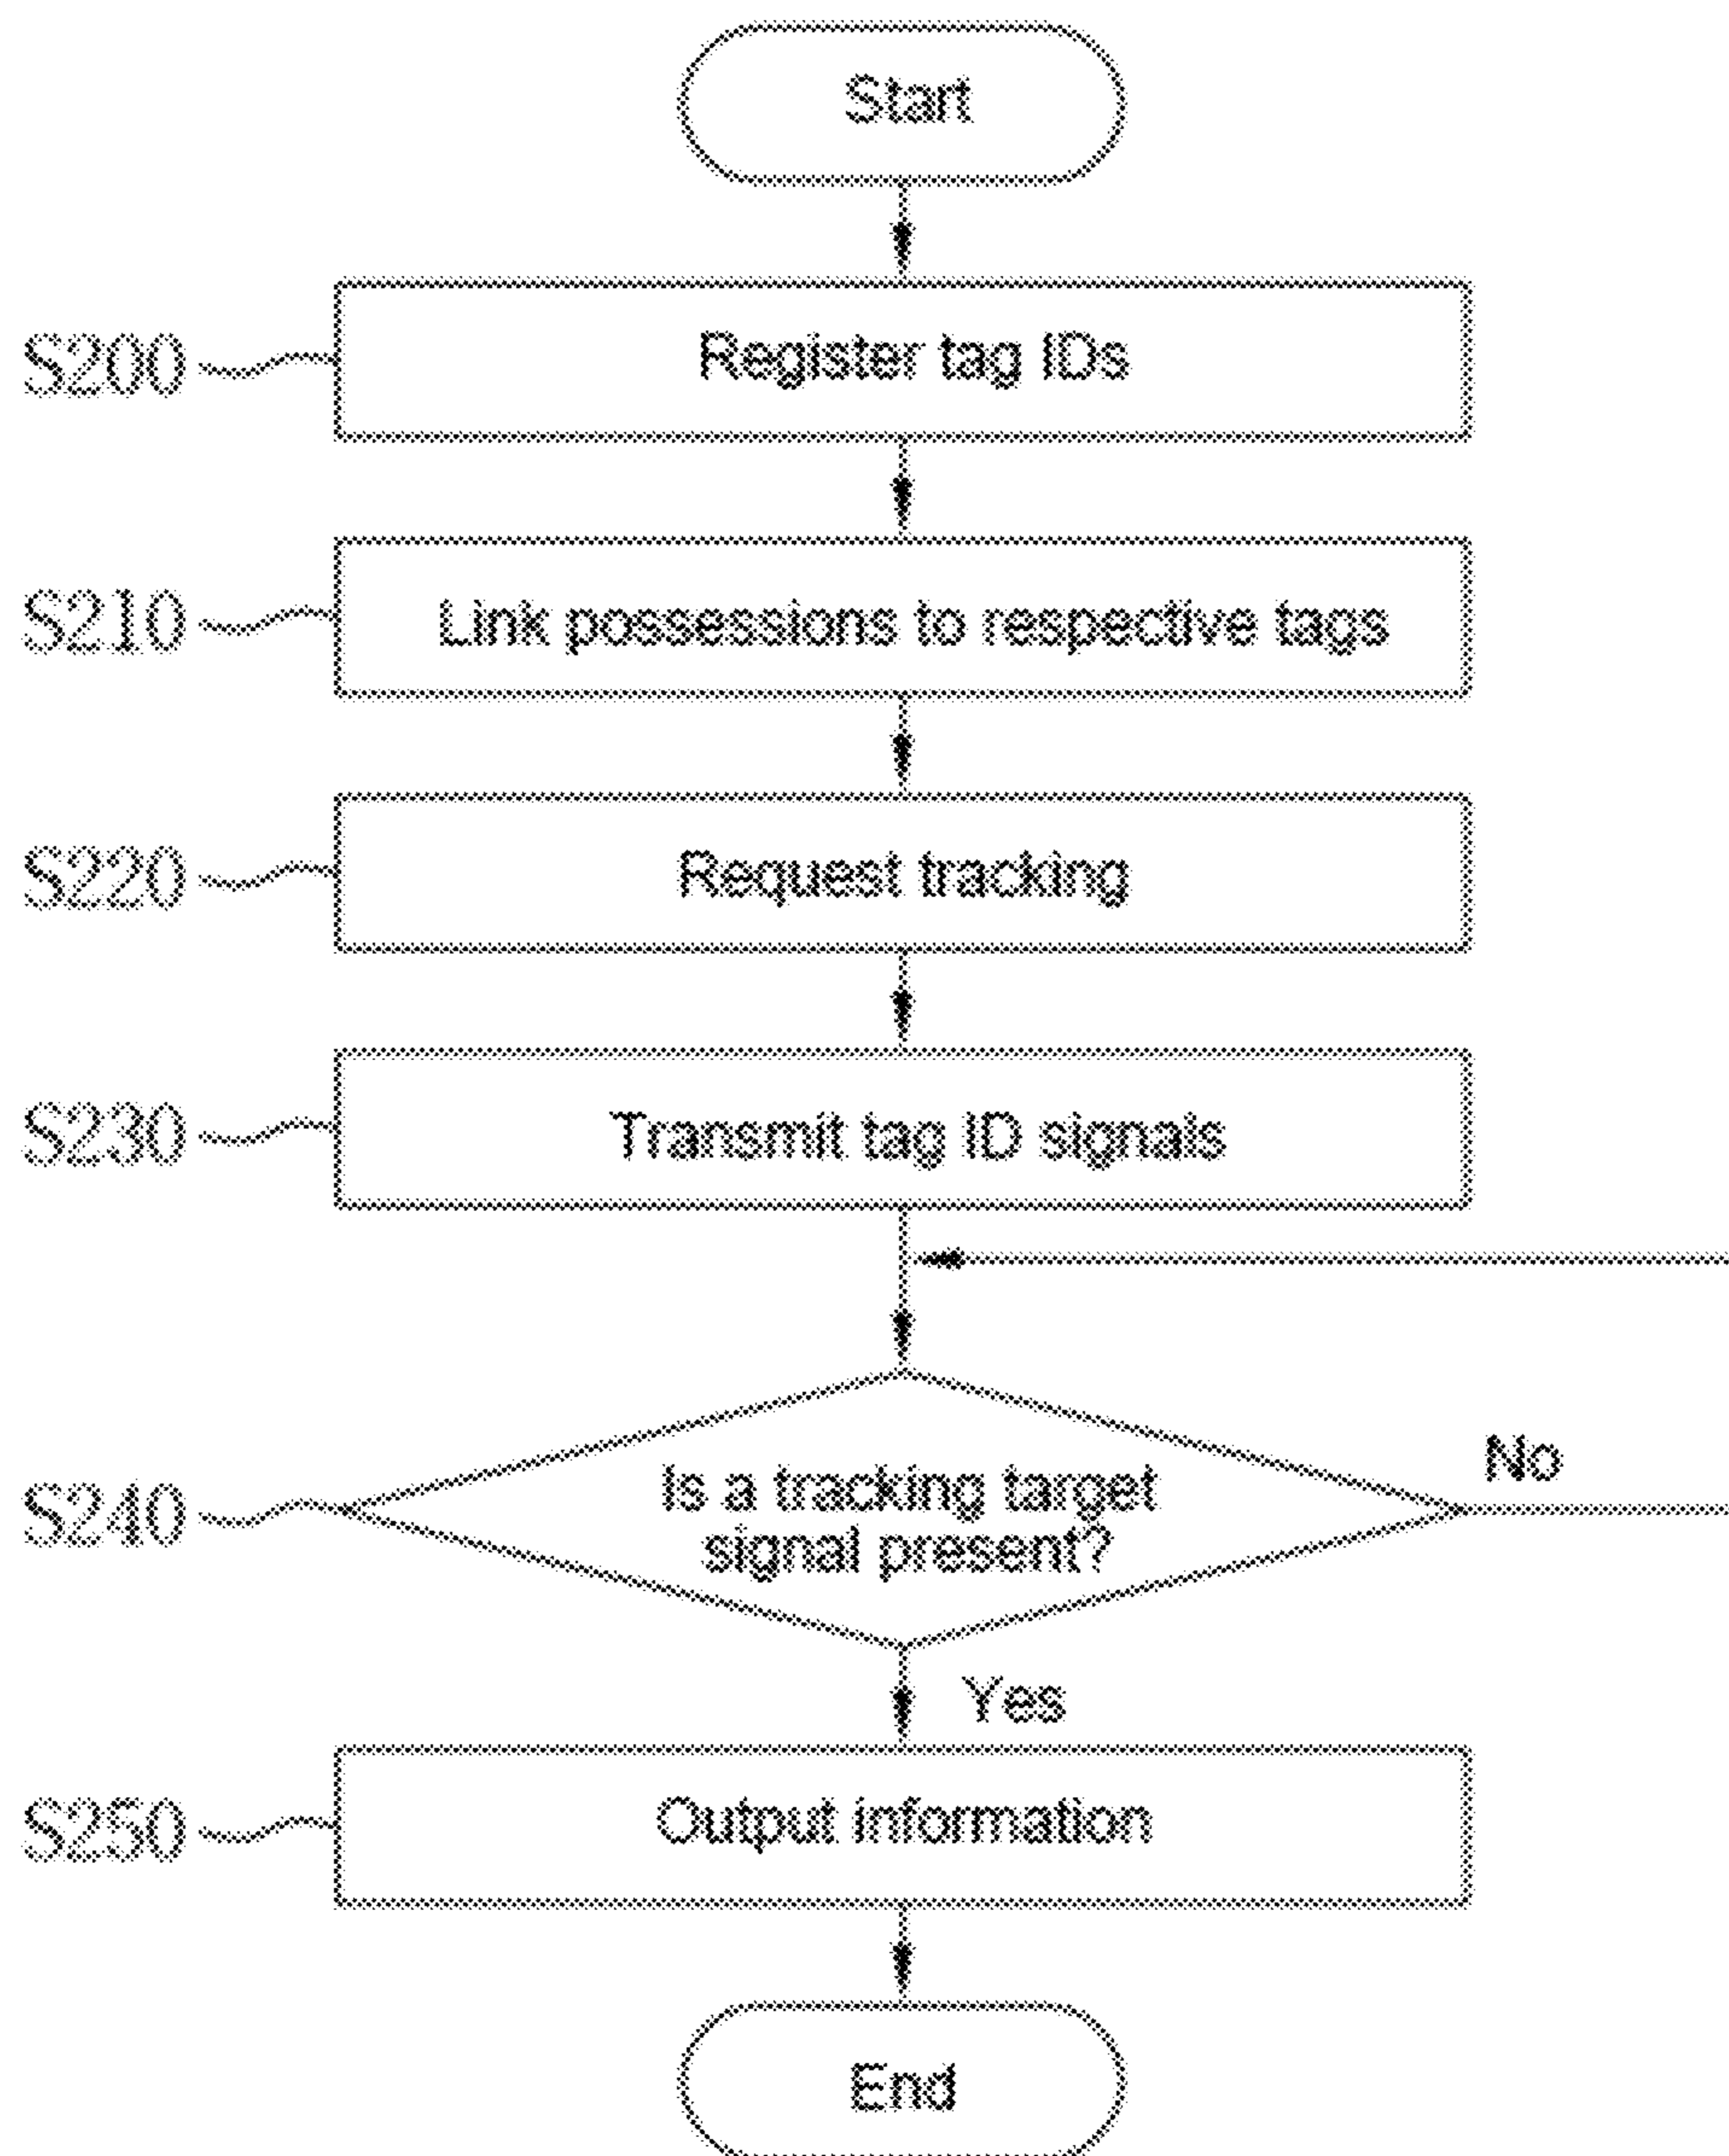 Start
S200
Register tag IDs
S210
Link possessions to respective tags
S220
Request tracking
S230
Transmit tag ID signals
S240
Is a tracking target
signal present?
No
Yes
S250
Output information
End